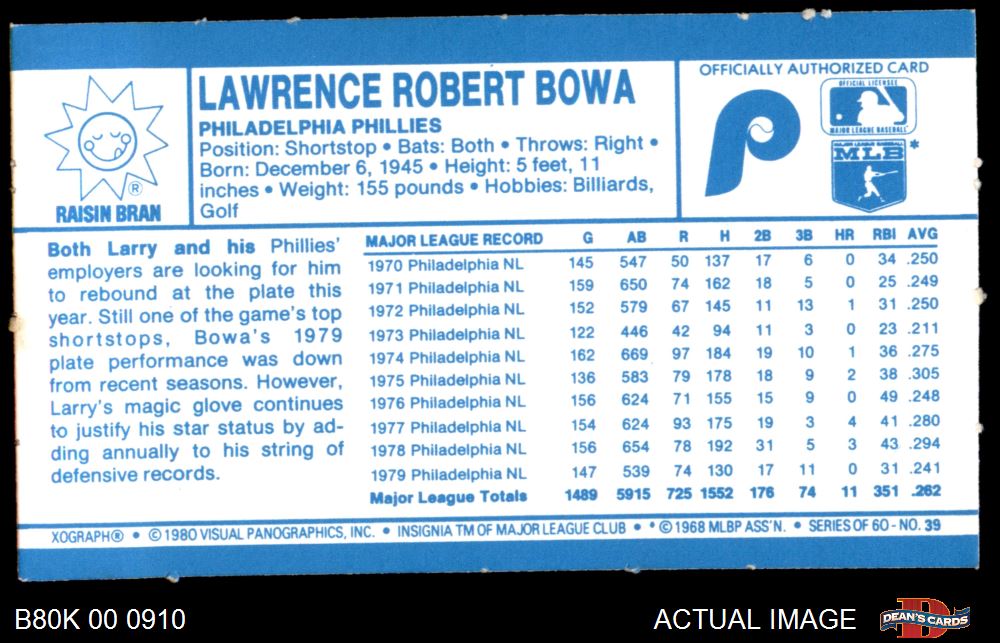 LAWRENCE ROBERT BOWA
PHILADELPHIA PHILLIES
Position: Shortstop • Bats: Both • Throws: Right •
Born: December 6, 1945 • Height: 5 feet, 11
inches • Weight: 155 pounds • Hobbies: Billiards,
Golf
®
RAISIN BRAN
OFFICIALLY AUTHORIZED CARD
P
OFFICIAL LICENSEE
MAJOR LEAGUE BASEBALL
MAJOR LEAGUE BASEBALL
MLB *
Both Larry and his Phillies'
employers are looking for him
to rebound at the plate this
year. Still one of the game's top
shortstops, Bowa's 1979
plate performance was down
from recent seasons. However,
Larry's magic glove continues
to justify his star status by ad-
ding annually to his string of
defensive records.
MAJOR LEAGUE RECORD G AB R H 2B 3B HR RBI AVG
1970 Philadelphia NL 145 547 50 137 17 6 0 34 .250
1971 Philadelphia NL 159 650 74 162 18 5 0 25 .249
1972 Philadelphia NL 152 579 67 145 11 13 1 31 .250
1973 Philadelphia NL 122 446 42 94 11 3 0 23 .211
1974 Philadelphia NL 162 669 97 184 19 10 1 36 .275
1975 Philadelphia NL 136 583 79 178 18 9 2 38 .305
1976 Philadelphia NL 156 624 71 155 15 9 0 49 .248
1977 Philadelphia NL 154 624 93 175 19 3 4 41 .280
1978 Philadelphia NL 156 654 78 192 31 5 3 43 .294
1979 Philadelphia NL 147 539 74 130 17 11 0 31 .241
Major League Totals 1489 5915 725 1552 176 74 11 351 .262
XOGRAPH® • © 1980 VISUAL PANOGRAPHICS, INC. • INSIGNIA TM OF MAJOR LEAGUE CLUB • * © 1968 MLBP ASS'N. • SERIES OF 60 - NO. 39
B80K 00 0910
ACTUAL IMAGE
D
DEAN'S CARDS